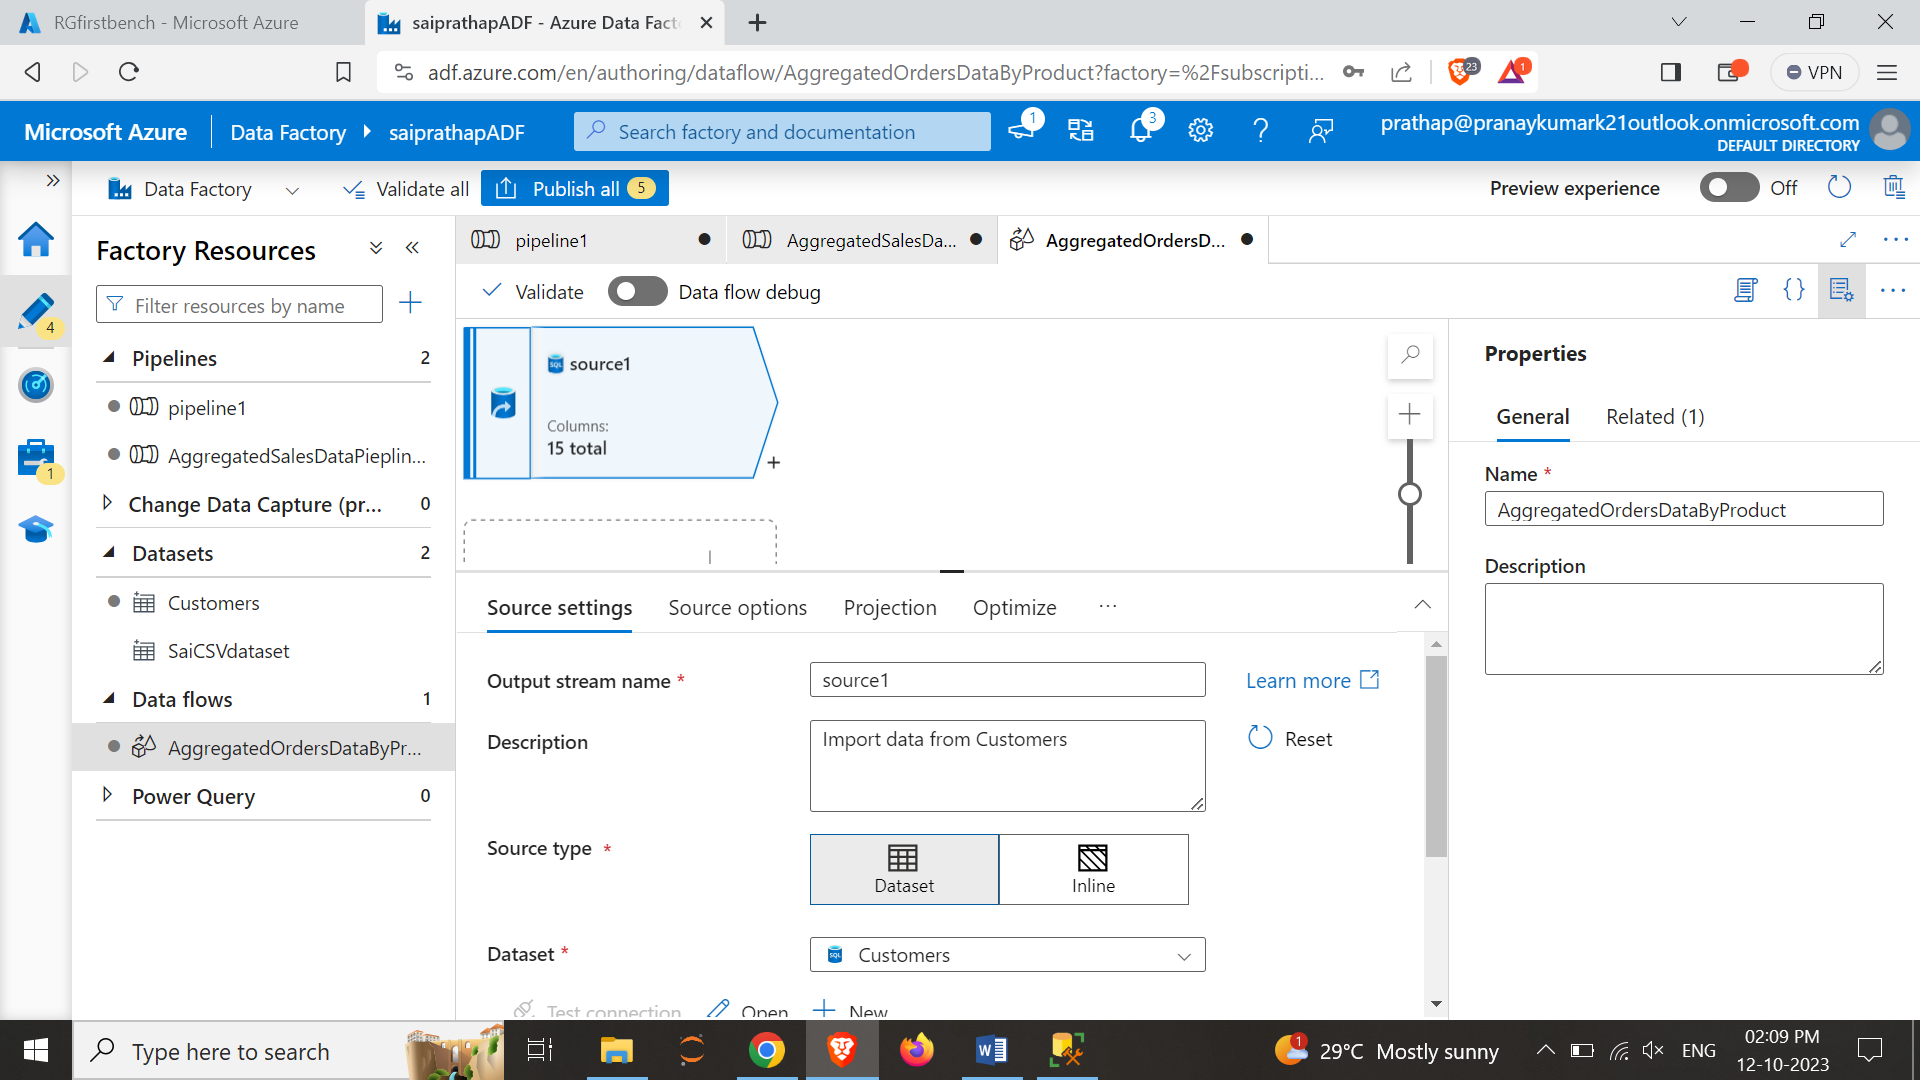 RGfirstbench - Microsoft Azure
saiprathapADF - Azure Data Fact
adf.azure.com/en/authoring/dataflow/AggregatedOrdersDataByProduct?factory=%2Fsubscripti...
23
1
VPN
Microsoft Azure
Data Factory
saiprathapADF
Search factory and documentation
1
3
prathap@pranaykumark21outlook.onmicrosoft.com
DEFAULT DIRECTORY
Data Factory
Validate all
Publish all
5
Preview experience
Off
Factory Resources
Filter resources by name
4
1
Pipelines
2
pipeline1
AggregatedSalesDataPieplin...
Change Data Capture (pr...
0
Datasets
2
Customers
SaiCSVdataset
Data flows
1
AggregatedOrdersDataByPr...
Power Query
0
pipeline1
AggregatedSalesDa...
AggregatedOrdersD...
Validate
Data flow debug
SQL
source1
Columns:
15 total
Source settings
Source options
Projection
Optimize
Output stream name *
source1
Learn more
Description
Import data from Customers
Reset
Source type *
Dataset
Inline
Dataset *
SQL
Customers
Test connection
Open
New
Properties
General
Related (1)
Name *
AggregatedOrdersDataByProduct
Description
Type here to search
W
1
29°C Mostly sunny
ENG
02:09 PM
12-10-2023